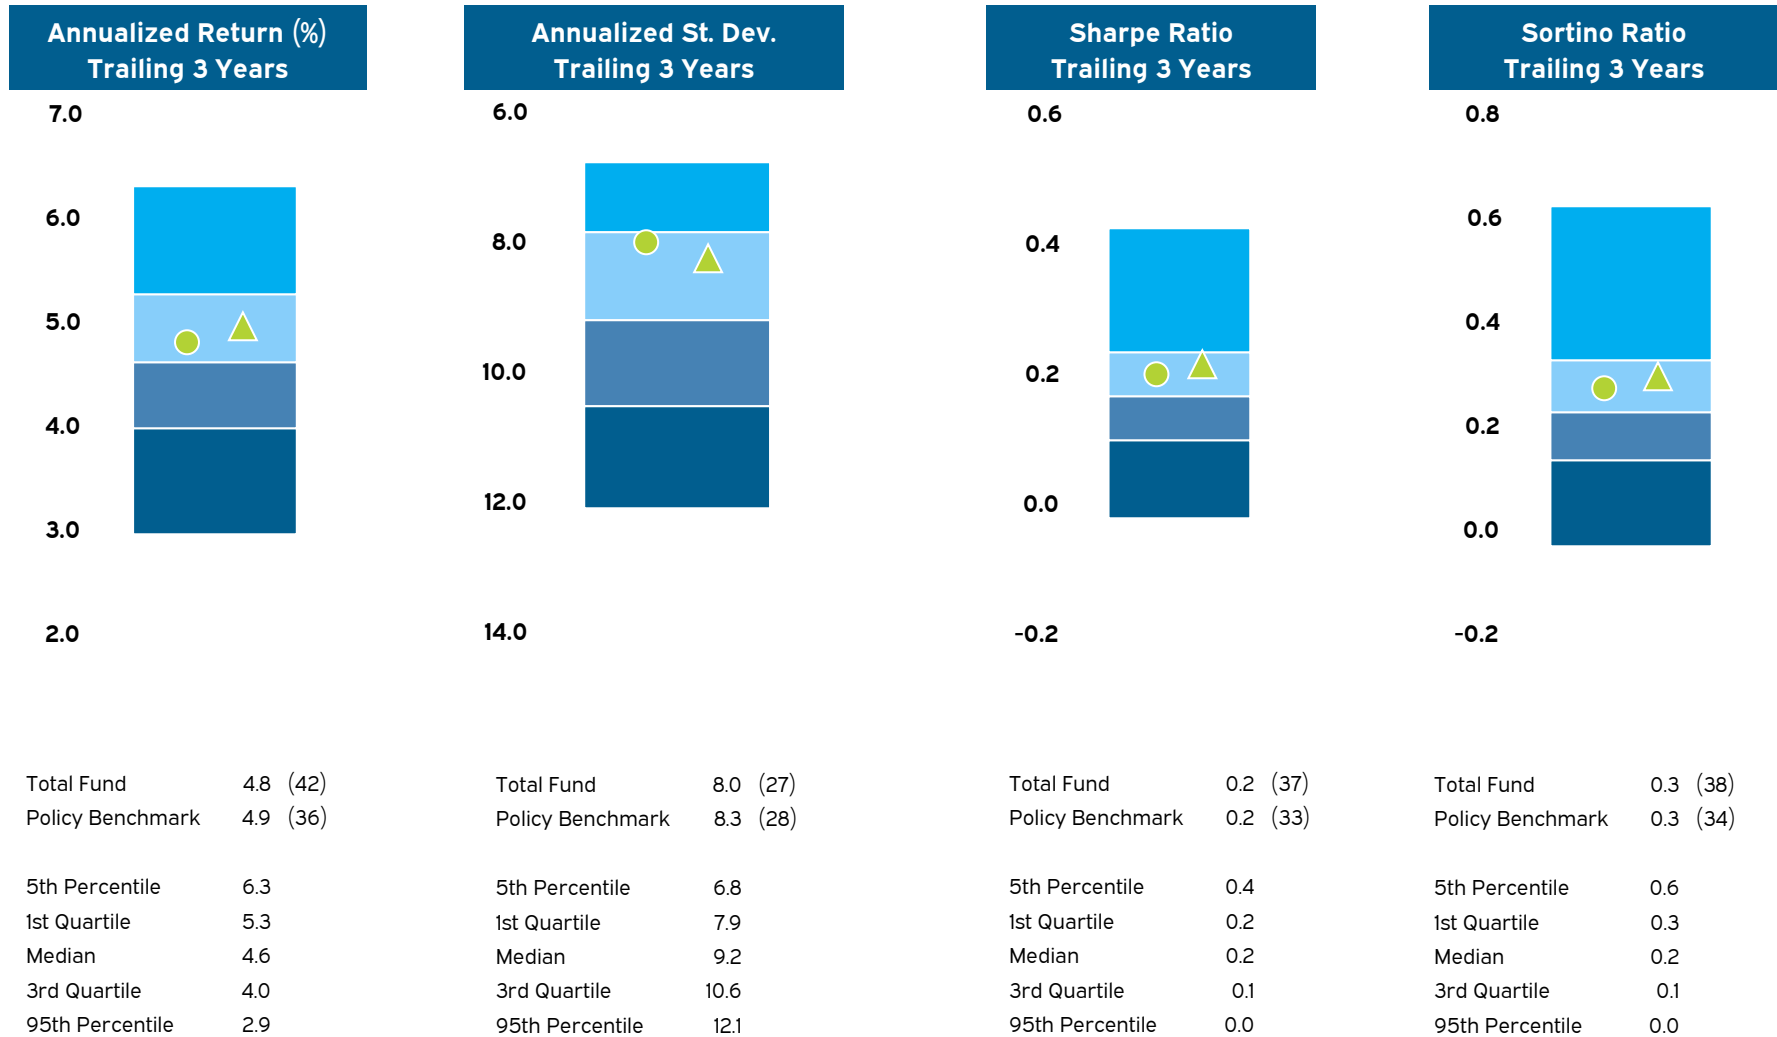 Annualized Return (%)
Trailing 3 Years
7.0
6.0
5.0
4.0
3.0
2.0
Total Fund 4.8 (42)
Policy Benchmark 4.9 (36)
5th Percentile 6.3
1st Quartile 5.3
Median 4.6
3rd Quartile 4.0
95th Percentile 2.9
Annualized St. Dev.
Trailing 3 Years
6.0
8.0
10.0
12.0
14.0
Total Fund 8.0 (27)
Policy Benchmark 8.3 (28)
5th Percentile 6.8
1st Quartile 7.9
Median 9.2
3rd Quartile 10.6
95th Percentile 12.1
Sharpe Ratio
Trailing 3 Years
0.6
0.4
0.2
0.0
-0.2
Total Fund 0.2 (37)
Policy Benchmark 0.2 (33)
5th Percentile 0.4
1st Quartile 0.2
Median 0.2
3rd Quartile 0.1
95th Percentile 0.0
Sortino Ratio
Trailing 3 Years
0.8
0.6
0.4
0.2
0.0
-0.2
Total Fund 0.3 (38)
Policy Benchmark 0.3 (34)
5th Percentile 0.6
1st Quartile 0.3
Median 0.2
3rd Quartile 0.1
95th Percentile 0.0